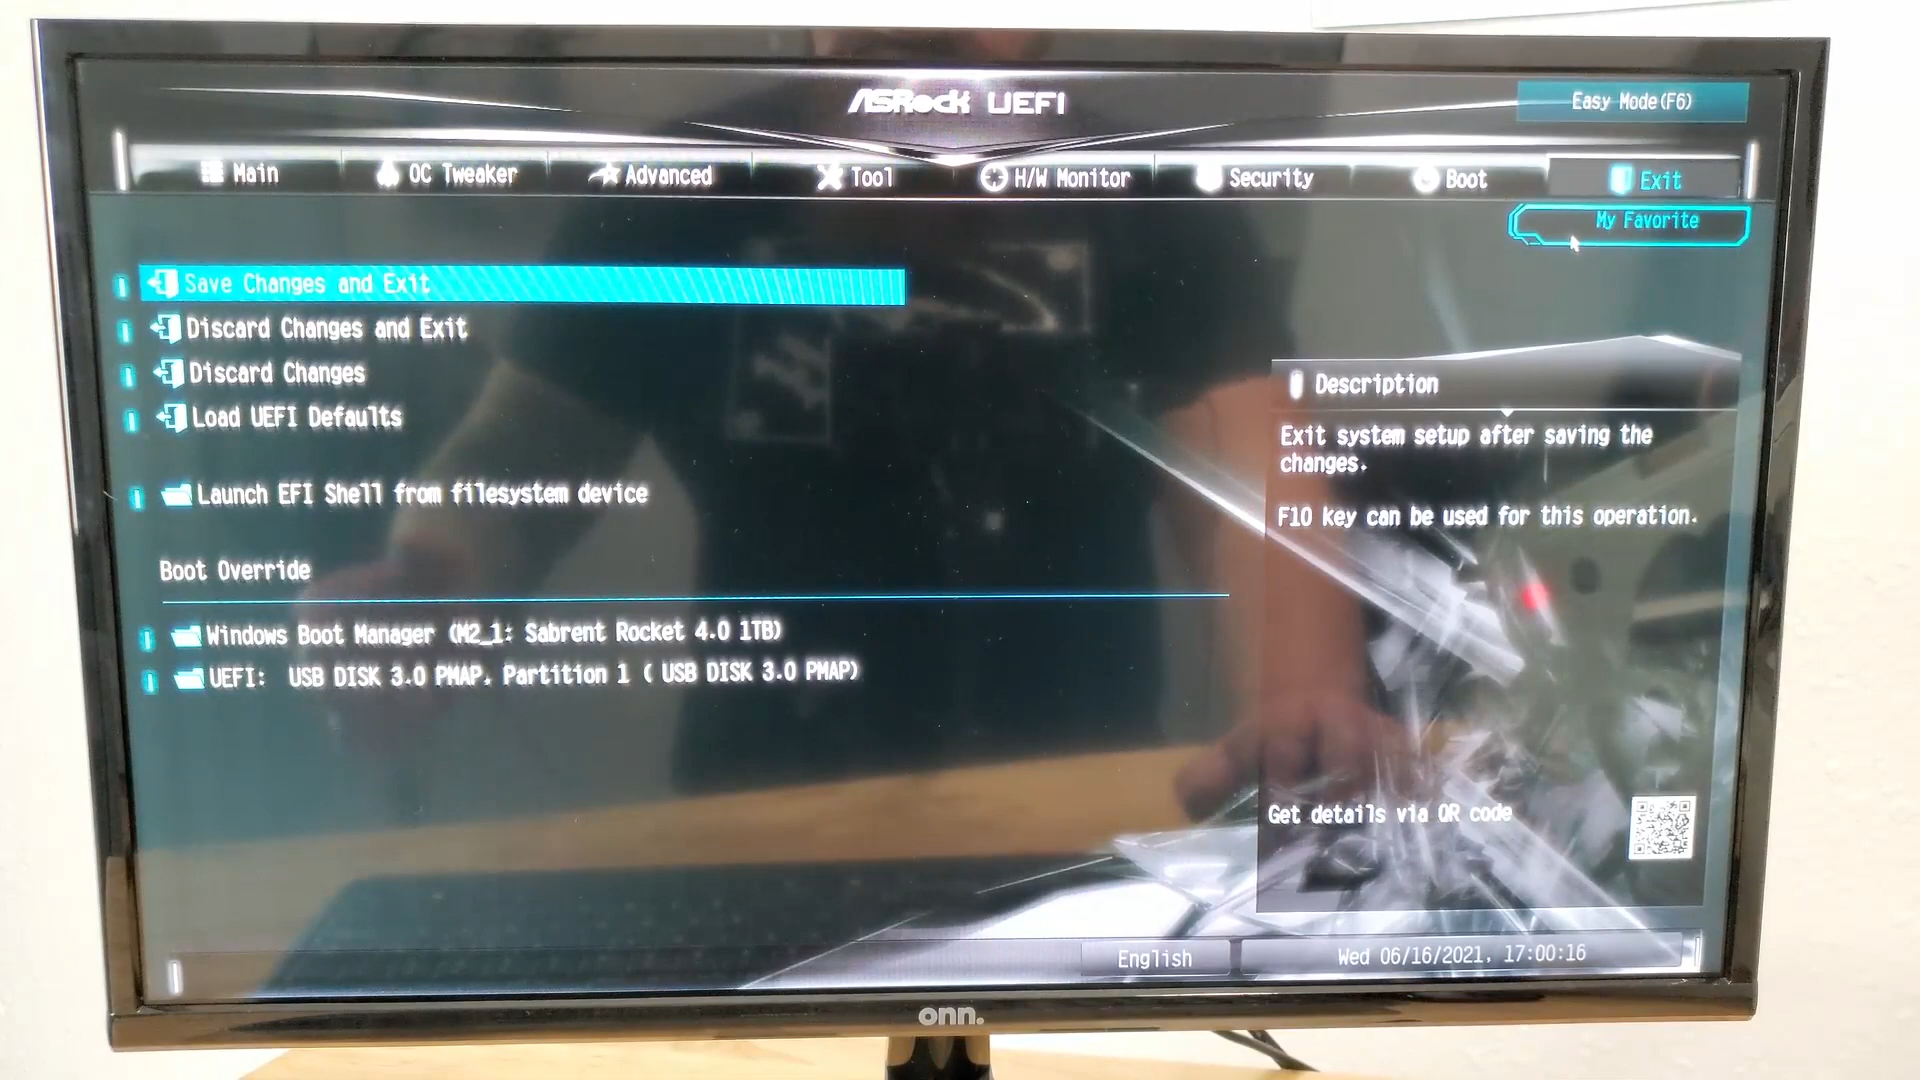 ASRock UEFI
Easy Mode(F6)
Main
OC Tweaker
Advanced
Tool
H/W Monitor
Security
Boot
Exit
My Favorite
Save Changes and Exit
Discard Changes and Exit
Discard Changes
Load UEFI Defaults
Launch EFI Shell from filesystem device
Boot Override
Windows Boot Manager (M2_1: Sabrent Rocket 4.0 1TB)
UEFI: USB DISK 3.0 PMAP, Partition 1 ( USB DISK 3.0 PMAP)
Description
Exit system setup after saving the
changes.
F10 key can be used for this operation.
Get details via QR code
English
Wed 06/16/2021, 17:00:16
onn.